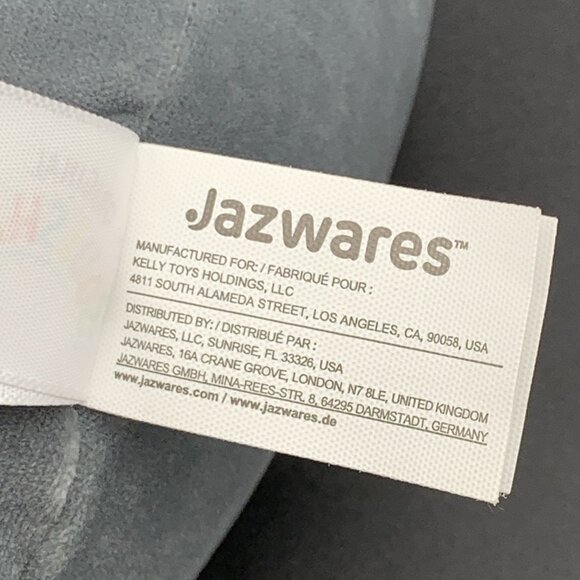 Jazwares™
MANUFACTURED FOR: / FABRIQUÉ POUR :
KELLY TOYS HOLDINGS, LLC
4811 SOUTH ALAMEDA STREET, LOS ANGELES, CA, 90058, USA
DISTRIBUTED BY: / DISTRIBUÉ PAR :
JAZWARES, LLC, SUNRISE, FL 33326, USA
JAZWARES, 16A CRANE GROVE, LONDON, N7 8LE, UNITED KINGDOM
JAZWARES GMBH, MINA-REES-STR. 8, 64295 DARMSTADT, GERMANY
www.jazwares.com / www.jazwares.de